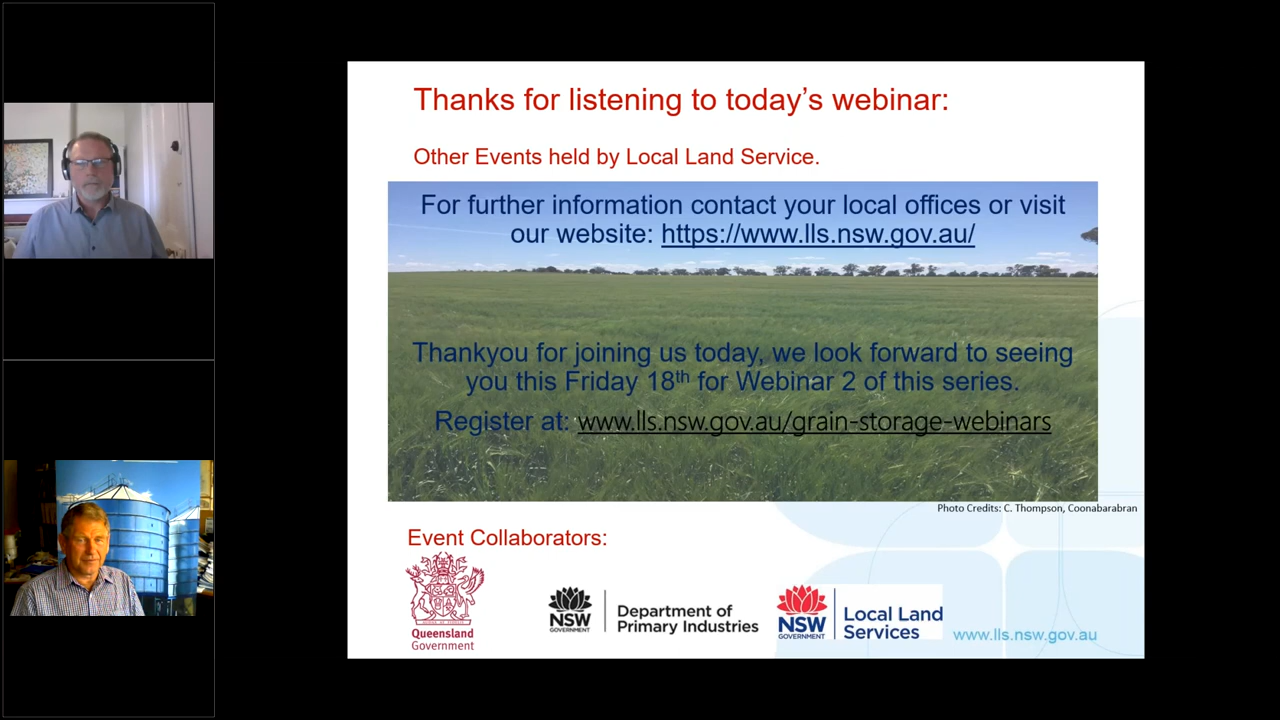 Thanks for listening to today's webinar:
Other Events held by Local Land Service.
For further information contact your local offices or visit
our website: https://www.lls.nsw.gov.au/
Thankyou for joining us today, we look forward to seeing
you this Friday 18th for Webinar 2 of this series.
Register at: www.lls.nsw.gov.au/grain-storage-webinars
Photo Credits: C. Thompson, Coonabarabran
Event Collaborators:
Queensland
Government
NSW
GOVERNMENT
Department of
Primary Industries
NSW
GOVERNMENT
Local Land
Services
www.lls.nsw.gov.au